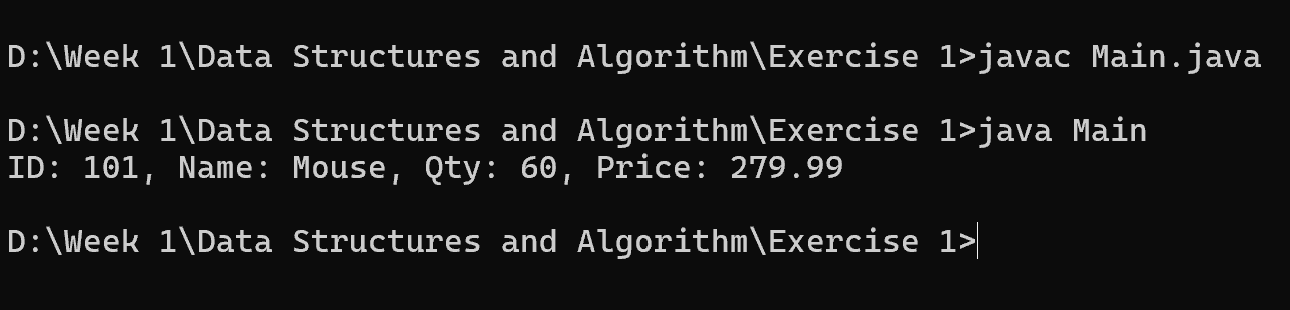 D:\Week 1\Data Structures and Algorithm\Exercise 1>javac Main.java
D:\Week 1\Data Structures and Algorithm\Exercise 1>java Main
ID: 101, Name: Mouse, Qty: 60, Price: 279.99
D:\Week 1\Data Structures and Algorithm\Exercise 1>